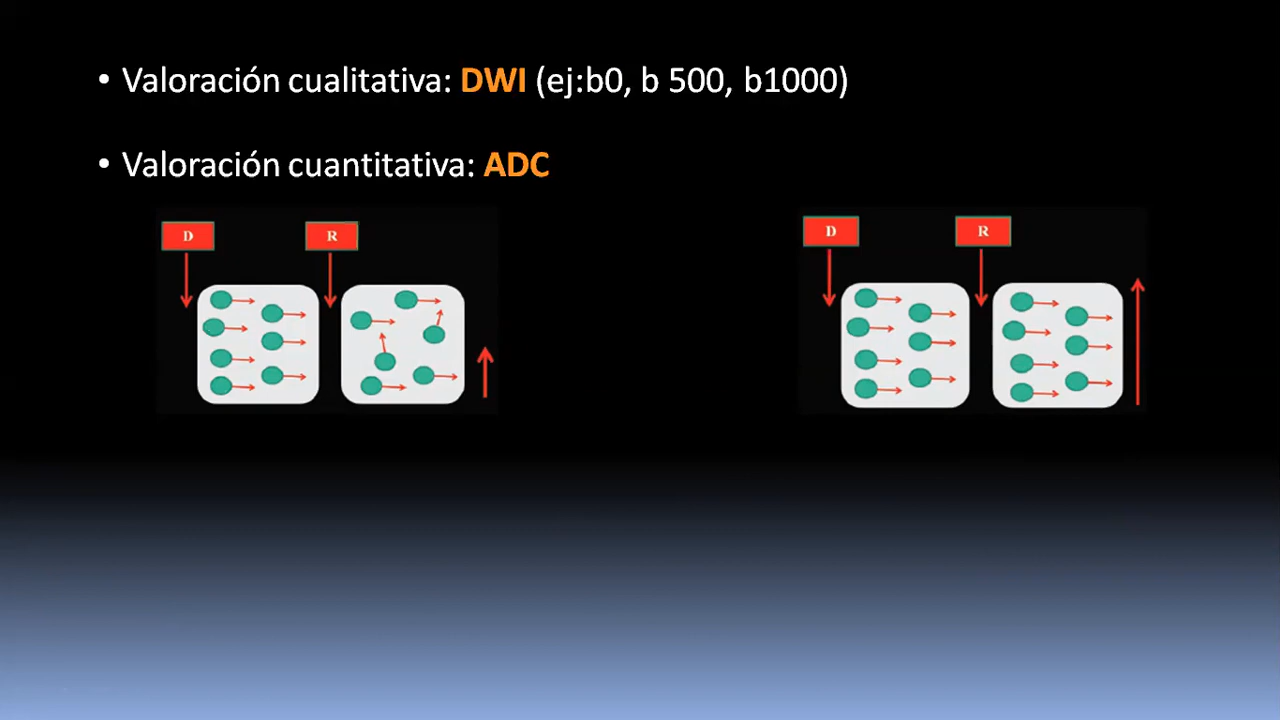 • Valoración cualitativa: DWI (ej:b0, b 500, b1000)
• Valoración cuantitativa: ADC
D R
D R